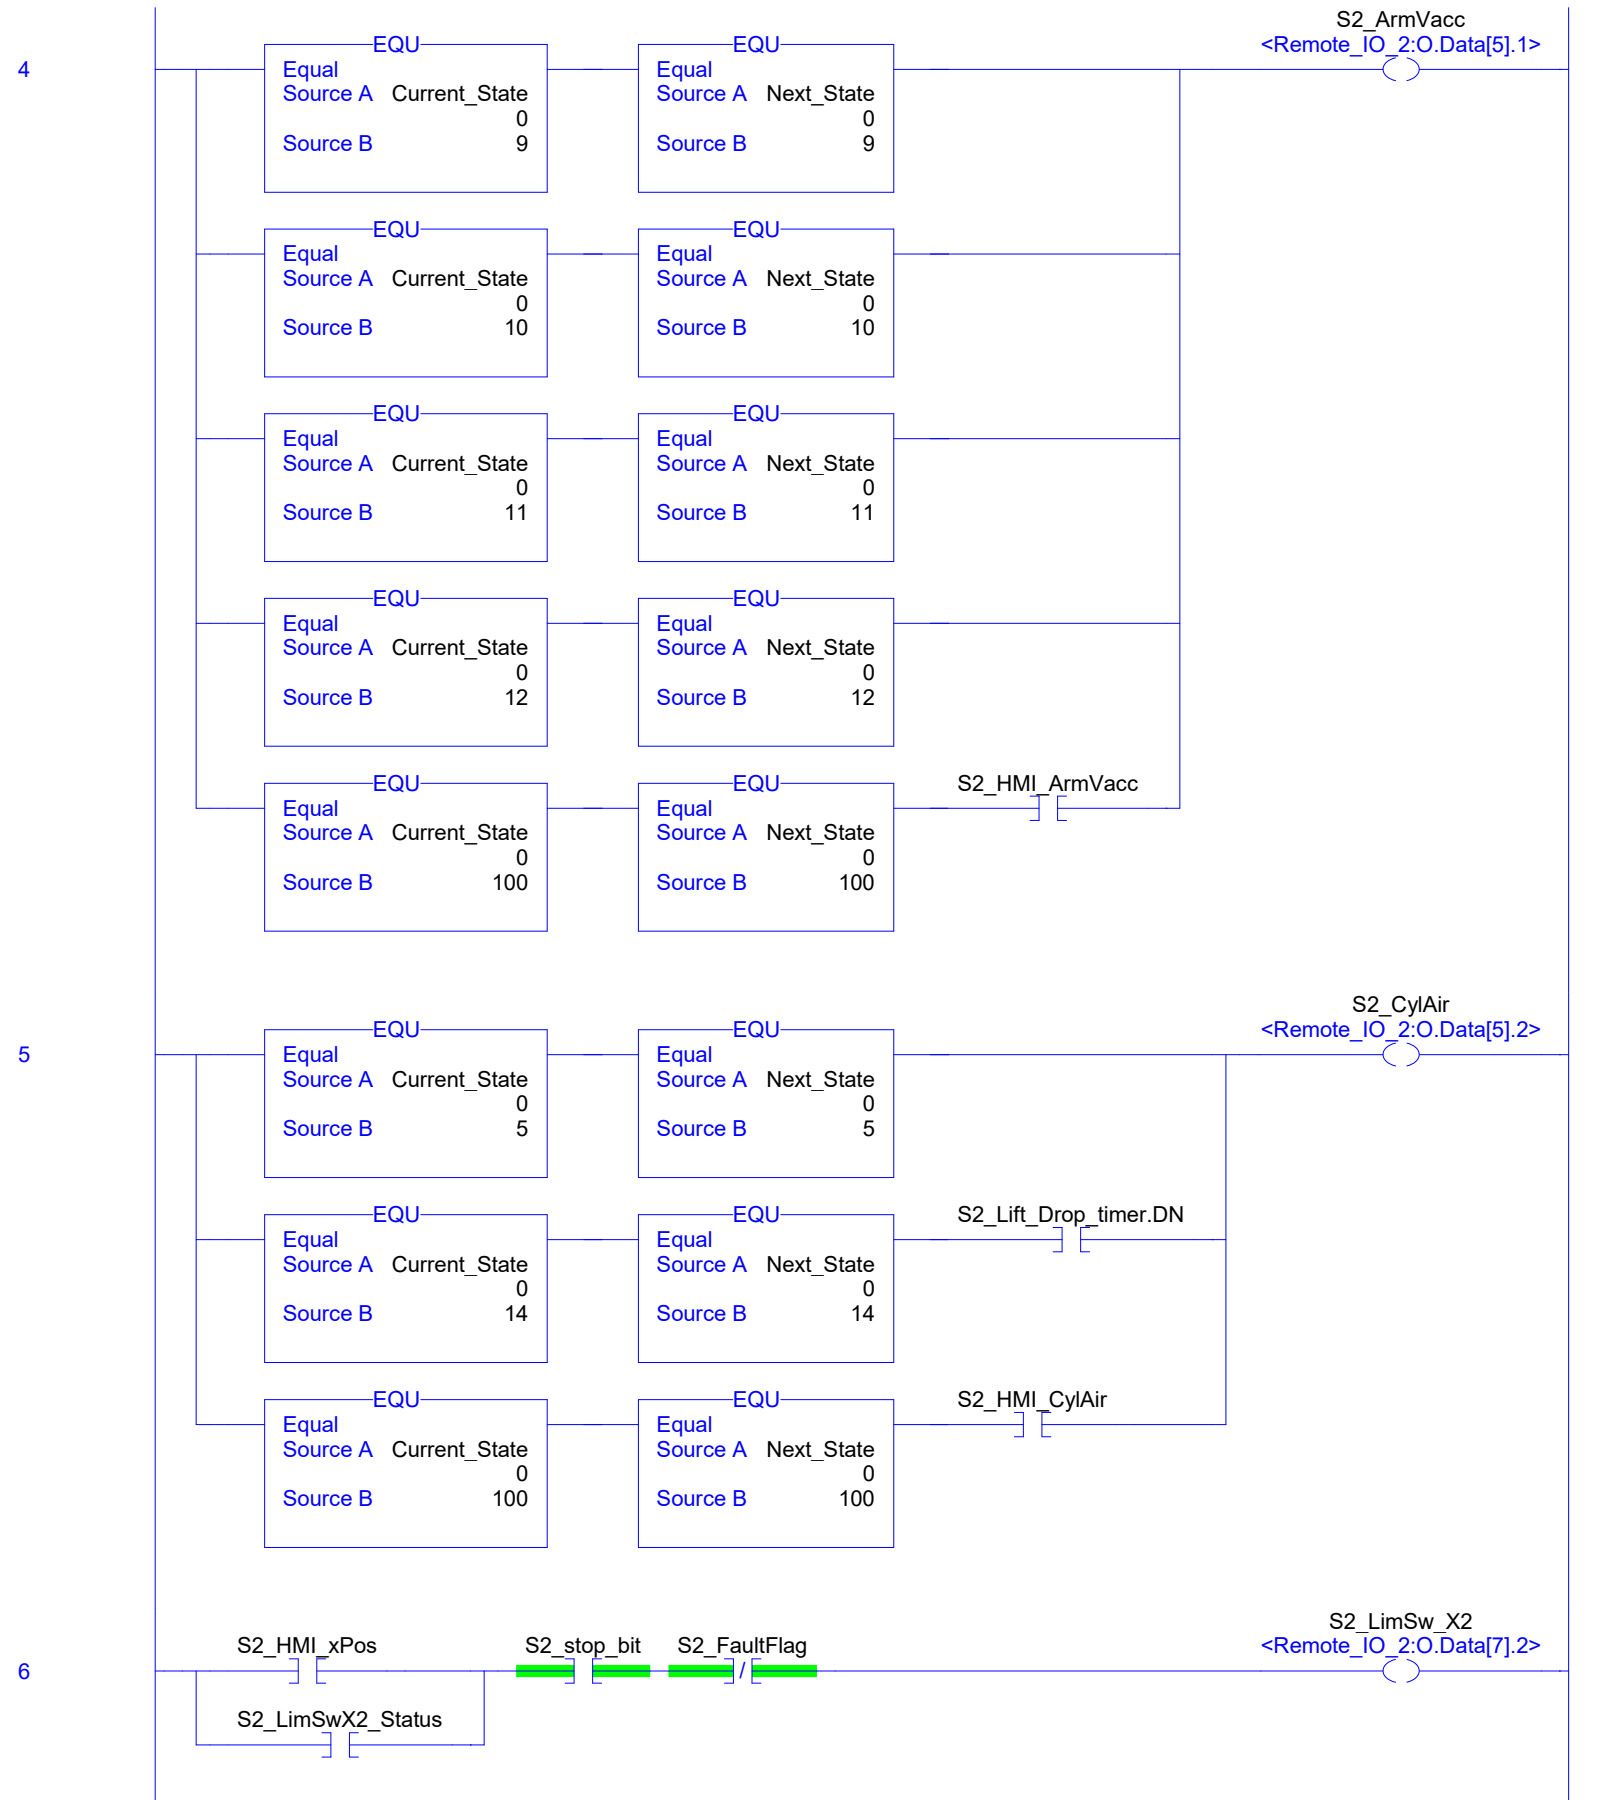 S2_ArmVacc
<Remote_IO_2:O.Data[5].1>
4
EQU EQU
Equal Equal
Source A Current_State Source A Next_State
0 0
Source B 9 Source B 9
EQU EQU
Equal Equal
Source A Current_State Source A Next_State
0 0
Source B 10 Source B 10
EQU EQU
Equal Equal
Source A Current_State Source A Next_State
0 0
Source B 11 Source B 11
EQU EQU
Equal Equal
Source A Current_State Source A Next_State
0 0
Source B 12 Source B 12
EQU EQU S2_HMI_ArmVacc
Equal Equal
Source A Current_State Source A Next_State
0 0
Source B 100 Source B 100
S2_CylAir
EQU EQU <Remote_IO_2:O.Data[5].2>
5 Equal Equal
Source A Current_State Source A Next_State
0 0
Source B 5 Source B 5
EQU EQU S2_Lift_Drop_timer.DN
Equal Equal
Source A Current_State Source A Next_State
0 0
Source B 14 Source B 14
EQU EQU S2_HMI_CylAir
Equal Equal
Source A Current_State Source A Next_State
0 0
Source B 100 Source B 100
S2_LimSw_X2
S2_HMI_xPos S2_stop_bit S2_FaultFlag <Remote_IO_2:O.Data[7].2>
6 /
S2_LimSwX2_Status